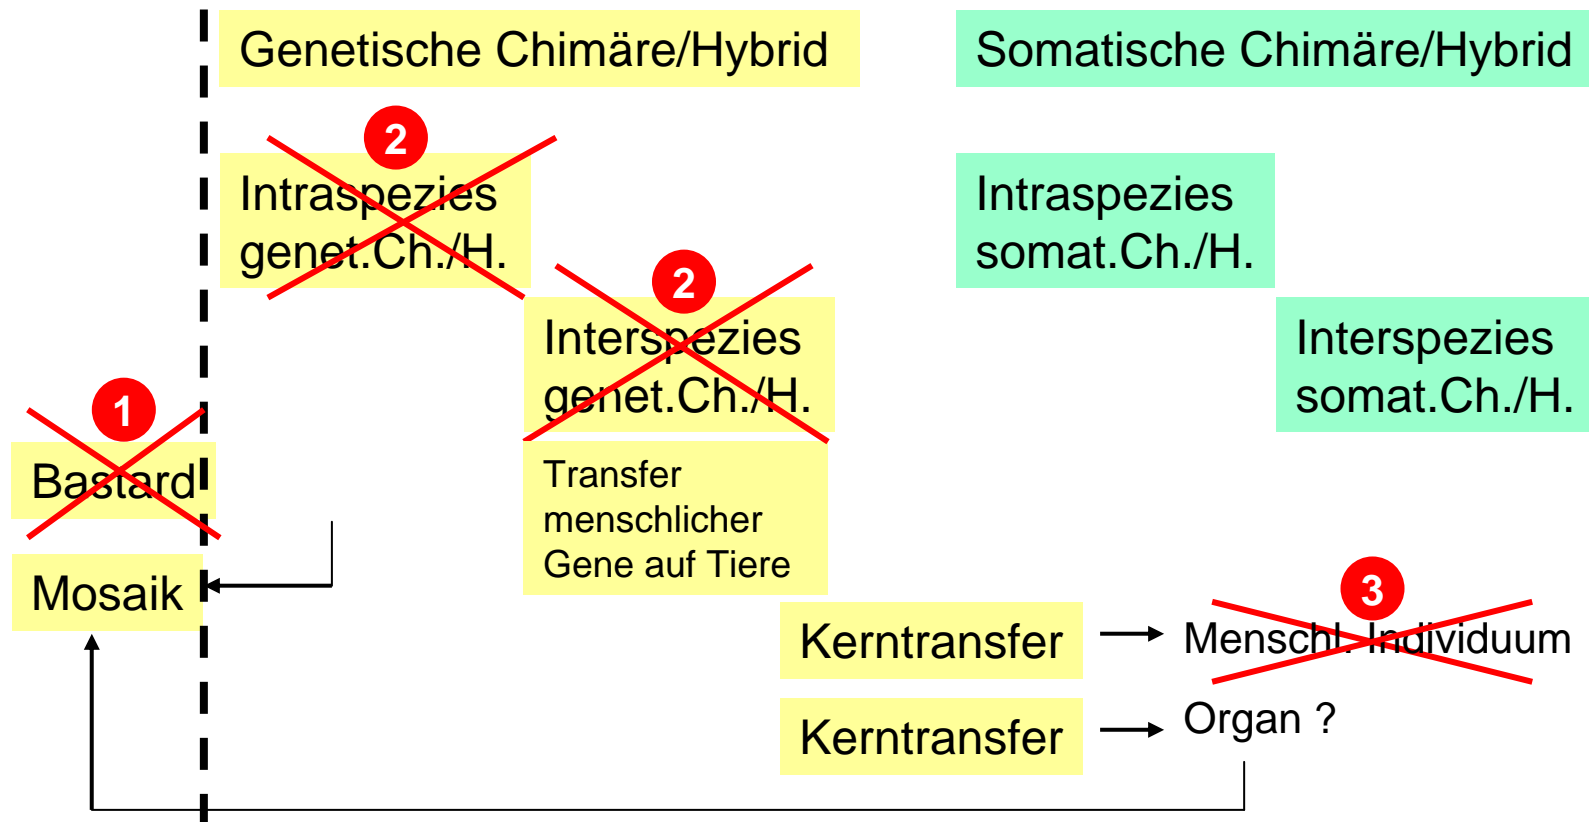 Genetische Chimäre/Hybrid
Somatische Chimäre/Hybrid
2
Intraspezies
genet.Ch./H.
Intraspezies
somat.Ch./H.
2
Interspezies
genet.Ch./H.
Interspezies
somat.Ch./H.
1
Bastard
Transfer
menschlicher
Gene auf Tiere
Mosaik
3
Kerntransfer
Menschl. Individuum
Kerntransfer
Organ ?